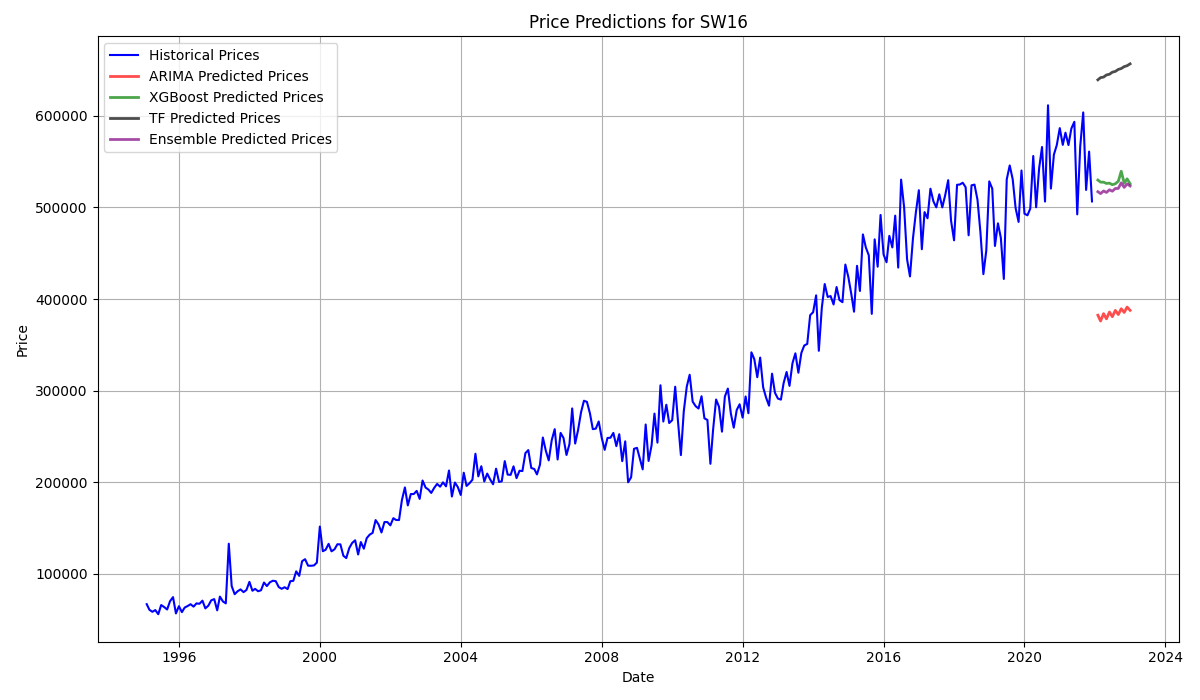 Price Predictions for SW16
Historical Prices
ARIMA Predicted Prices
XGBoost Predicted Prices
TF Predicted Prices
Ensemble Predicted Prices
600000
500000
400000
300000
200000
100000
Price
1996 2000 2004 2008 2012 2016 2020 2024
Date